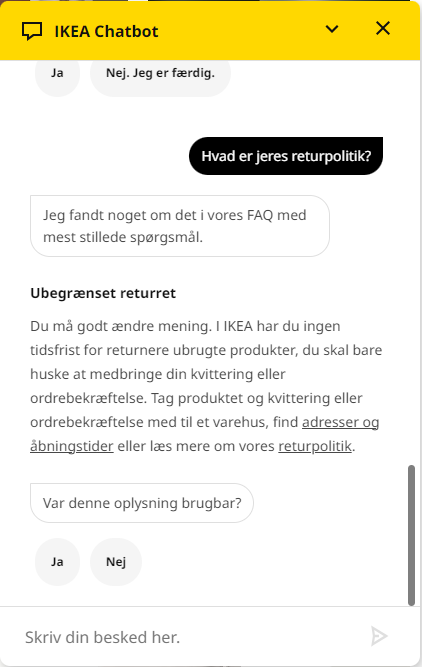 IKEA Chatbot
Ja
Nej. Jeg er færdig.
Hvad er jeres returpolitik?
Jeg fandt noget om det i vores FAQ med
mest stillede spørgsmål.
Ubegrænset returret
Du må godt ændre mening. I IKEA har du ingen
tidsfrist for returnere ubrugte produkter, du skal bare
huske at medbringe din kvittering eller
ordrebekræftelse. Tag produktet og kvittering eller
ordrebekræftelse med til et varehus, find adresser og
åbningstider eller læs mere om vores returpolitik.
Var denne oplysning brugbar?
Ja
Nej
Skriv din besked her.